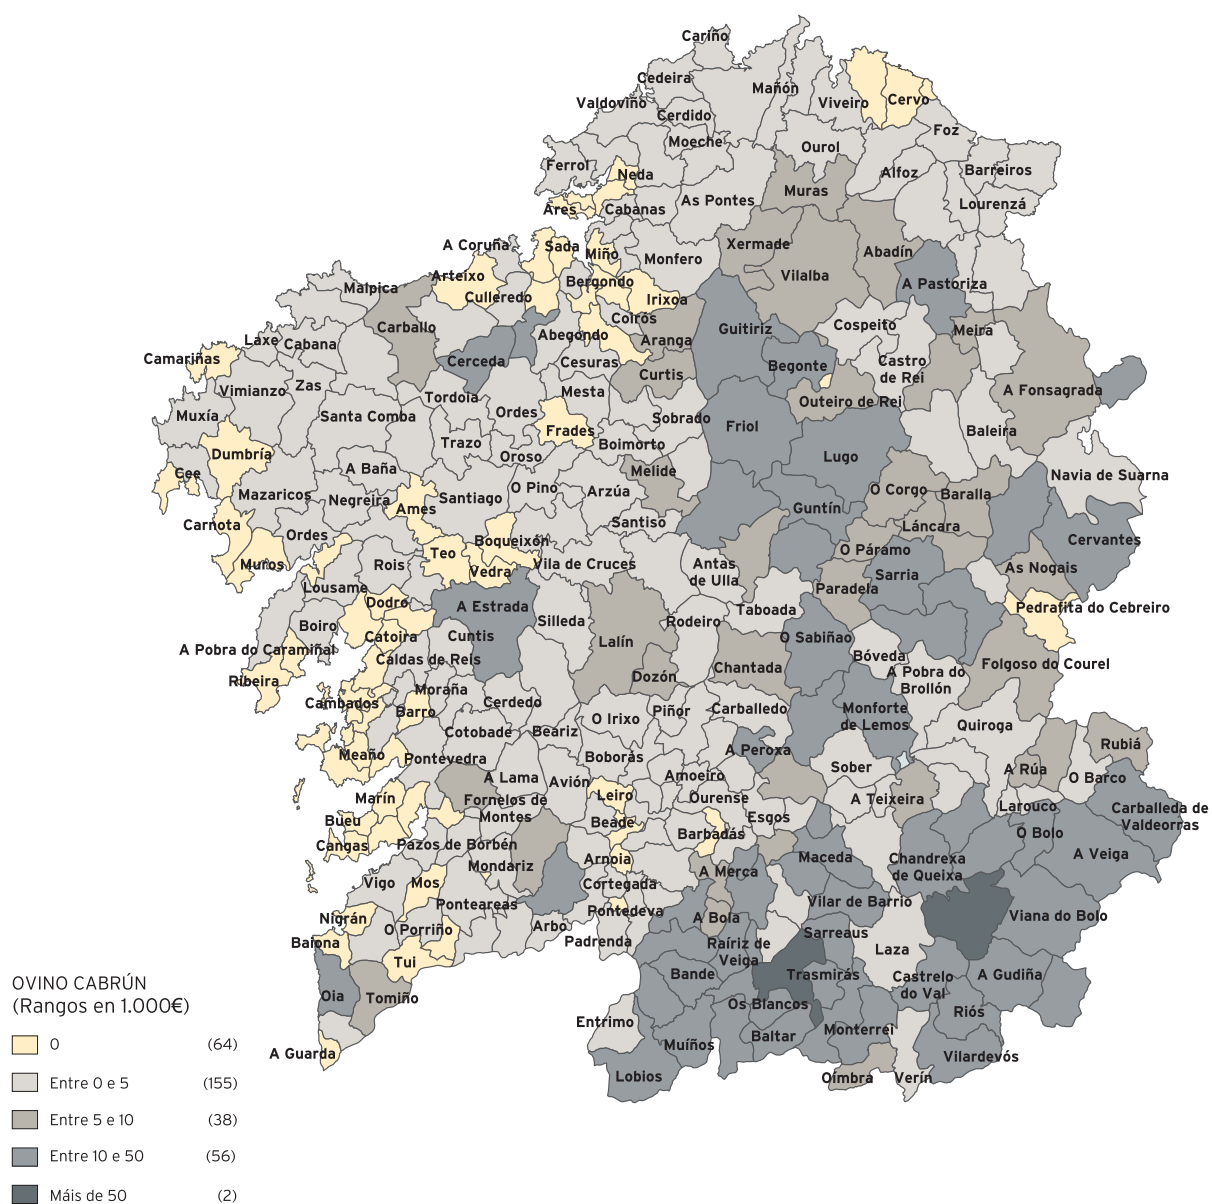 Cariño
Cedeira
Mañón
Valdoviño
Viveiro
Cervo
Cerdido
Foz
Moeche
Ourol
Ferrol
Neda
Alfoz
Barreiros
Muras
As Pontes
Ares
Cabanas
Lourenzá
A Coruña
Sada
Miño
Xermade
Abadín
Monfero
Arteixo
Vilalba
Bergondo
A Pastoriza
Malpica
Culleredo
Irixoa
Carballo
Coirós
Guitiriz
Cospeito
Meira
Laxe
Cabana
Abegondo
Aranga
Camariñas
Cerceda
Cesuras
Begonte
Castro
de Rei
Curtis
Vimianzo
Zas
Mesta
A Fonsagrada
Tordoia
Outeiro de Rei
Muxía
Santa Comba
Ordes
Sobrado
Friol
Frades
Baleira
Trazo
Boimorto
Dumbría
Oroso
Lugo
Cee
A Baña
Melide
Navia de Suarna
Mazaricos
Negreira
Santiago
O Pino
Arzúa
O Corgo
Baralla
Ames
Guntín
Carnota
Santiso
Láncara
Ordes
Boqueixón
Cervantes
Teo
O Páramo
Muros
Rois
Vedra
Vila de Cruces
Antas
de Ulla
Sarria
As Nogais
Lousame
Paradela
Dodro
A Estrada
Taboada
Pedrafita do Cebreiro
Boiro
Silleda
Rodeiro
Catoira
Cuntis
Lalín
O Sabiñao
A Pobra do Caramiñal
Caldas de Reis
Bóveda
Folgoso do Courel
Ribeira
Dozón
Chantada
A Pobra do
Brollón
Moraña
Cambados
Barro
Cerdedo
O Irixo
Piñor
Carballedo
Monforte
de Lemos
Quiroga
Cotobade
Beariz
Meaño
Pontevedra
Boborás
A Peroxa
Rubiá
A Lama
Avión
Amoeiro
Sober
A Rúa
O Barco
Marín
Fornelos de
Montes
Leiro
Ourense
A Teixeira
Larouco
Carballeda de
Valdeorras
Bueu
Beade
Barbadás
Esgos
O Bolo
Cangas
Pazos de Borbén
Arnoia
Maceda
Chandrexa
de Queixa
A Veiga
Mondariz
A Merca
Vigo
Mos
Cortegada
Ponteareas
Pontedeva
Vilar de Barrio
Nigrán
A Bola
Viana do Bolo
O Porriño
Arbo
Sarreaus
Baiona
Padrenda
Raíriz de
Veiga
Laza
Tui
Bande
Trasmirás
Castrelo
do Val
A Gudiña
Oia
Tomiño
Os Blancos
Riós
Entrimo
Monterrei
Baltar
A Guarda
Muíños
Vilardevós
Lobios
Oímbra
Verín
OVINO CABRÚN
(Rangos en 1.000€)
0 (64)
Entre 0 e 5 (155)
Entre 5 e 10 (38)
Entre 10 e 50 (56)
Máis de 50 (2)